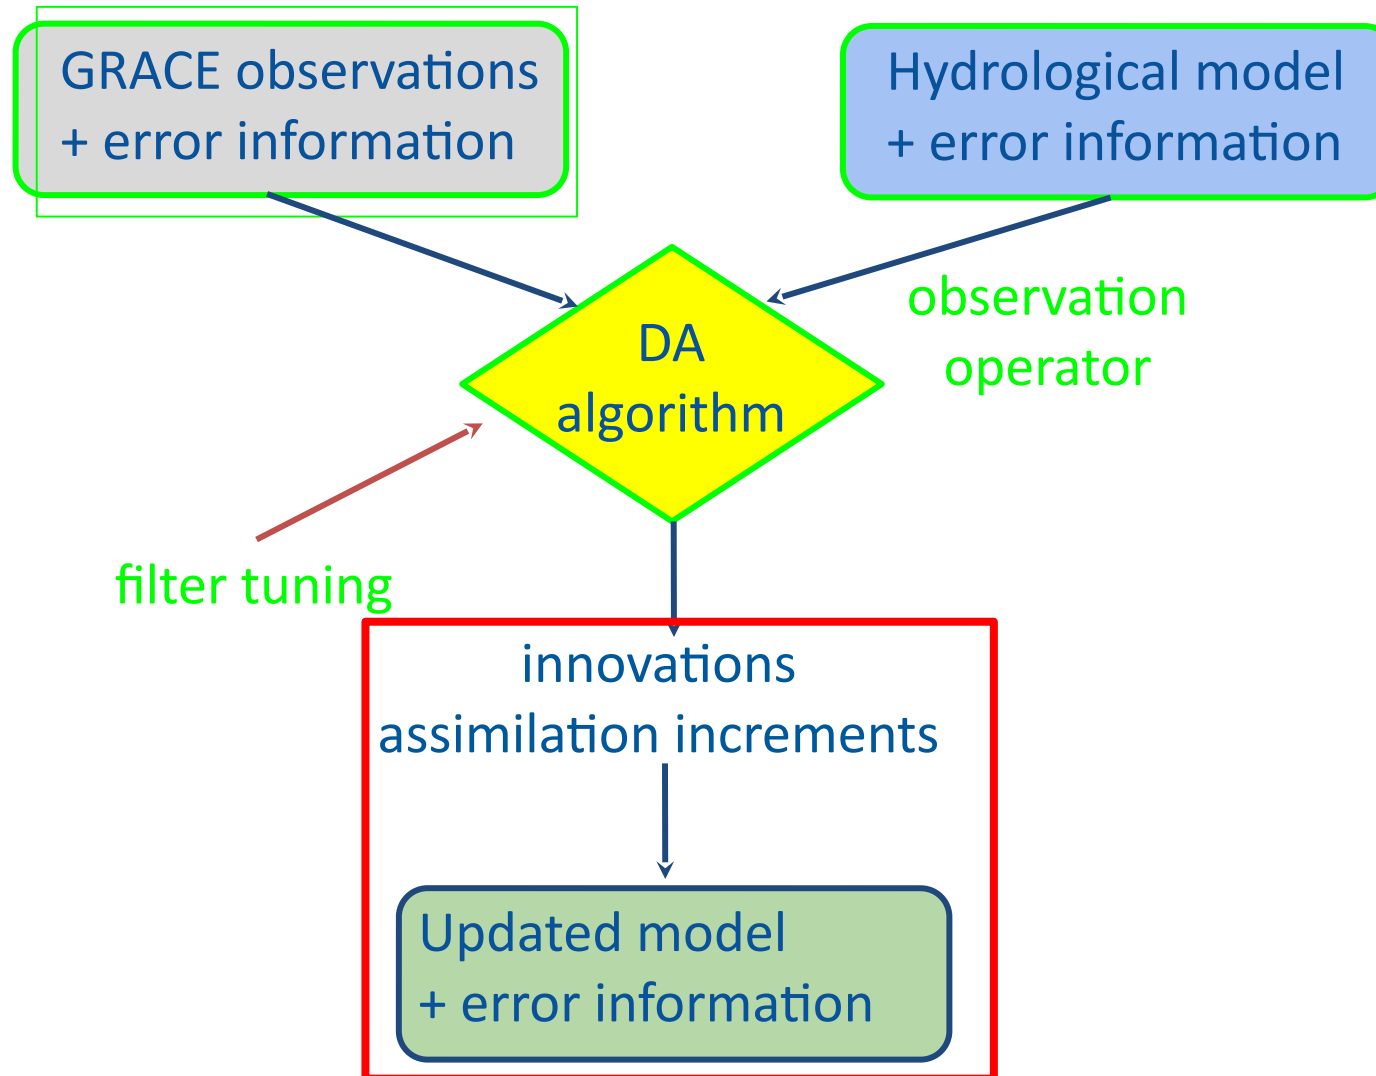 GRACE observations
+ error information
Hydrological model
+ error information
observation
operator
DA
algorithm
filter tuning
innovations
assimilation increments
Updated model
+ error information